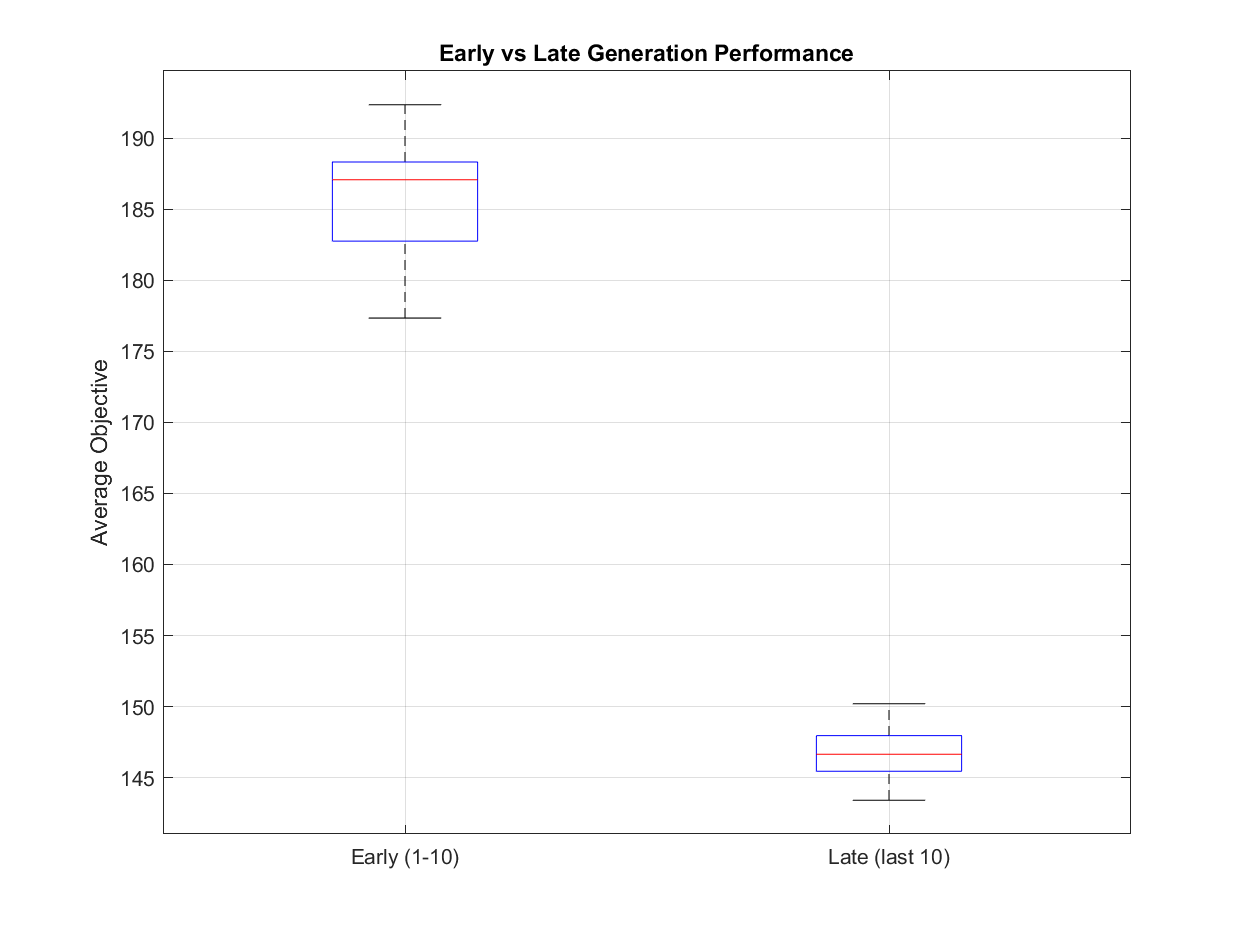 Early vs Late Generation Performance
Average Objective
190
185
180
175
170
165
160
155
150
145
Early (1-10)
Late (last 10)